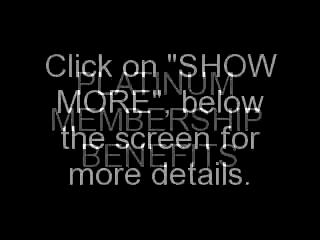 Click on "SHOW
PLATINUM
MORE", below
MEMBERSHIP
the screen for
BENEFITS
more details.